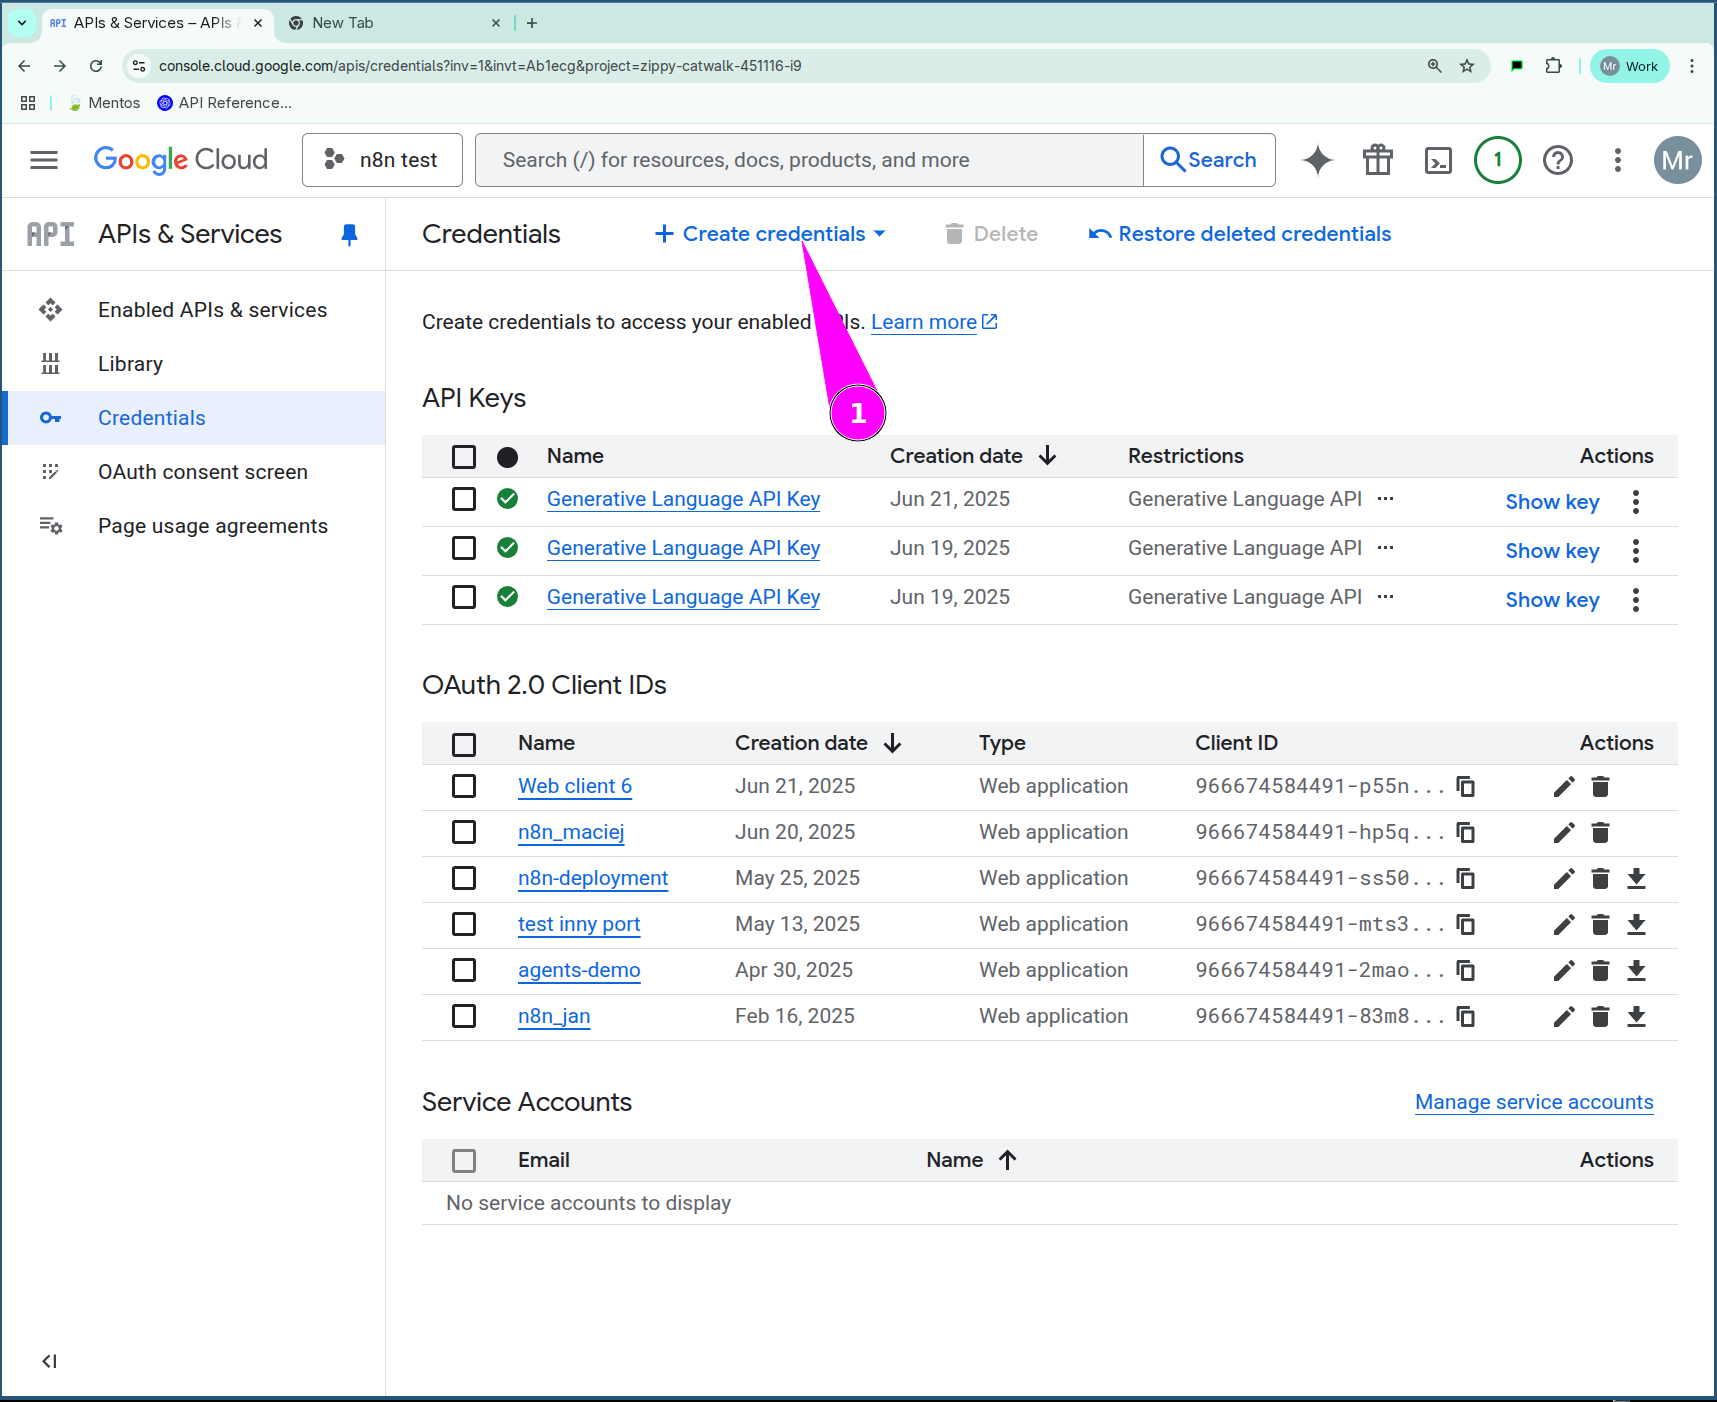 API APIs & Services – APIs &
New Tab
console.cloud.google.com/apis/credentials?inv=1&invt=Ab1ecg&project=zippy-catwalk-451116-i9
Mr Work
Mentos API Reference...
Google Cloud
n8n test
Search (/) for resources, docs, products, and more
Search
1
Mr
API APIs & Services
Enabled APIs & services
Library
Credentials
OAuth consent screen
Page usage agreements
Credentials
Create credentials
Delete
Restore deleted credentials
Create credentials to access your enabled Is. Learn more
1
API Keys
Name Creation date Restrictions Actions
Generative Language API Key Jun 21, 2025 Generative Language API ... Show key
Generative Language API Key Jun 19, 2025 Generative Language API ... Show key
Generative Language API Key Jun 19, 2025 Generative Language API ... Show key
OAuth 2.0 Client IDs
Name Creation date Type Client ID Actions
Web client 6 Jun 21, 2025 Web application 966674584491-p55n...
n8n_maciej Jun 20, 2025 Web application 966674584491-hp5q...
n8n-deployment May 25, 2025 Web application 966674584491-ss50...
test inny port May 13, 2025 Web application 966674584491-mts3...
agents-demo Apr 30, 2025 Web application 966674584491-2mao...
n8n_jan Feb 16, 2025 Web application 966674584491-83m8...
Service Accounts
Manage service accounts
Email Name Actions
No service accounts to display